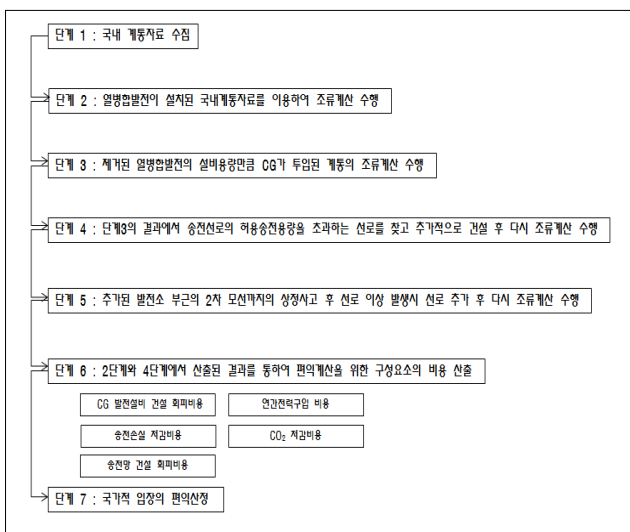 단계 1 : 국내 계통자료 수집
단계 2 : 열병합발전이 설치된 국내계통자료를 이용하여 조류계산 수행
단계 3 : 제거된 열병합발전의 설비용량만큼 CG가 투입된 계통의 조류계산 수행
단계 4 : 단계3의 결과에서 송전선로의 허용송전용량을 초과하는 선로를 찾고 추가적으로 건설 후 다시 조류계산 수행
단계 5 : 추가된 발전소 부근의 2차 모선까지의 상정사고 후 선로 이상 발생시 선로 추가 후 다시 조류계산 수행
단계 6 : 2단계와 4단계에서 산출된 결과를 통하여 편익계산을 위한 구성요소의 비용 산출
CG 발전설비 건설 회피비용
연간전력구입 비용
송전손실 저감비용
CO₂ 저감비용
송전망 건설 회피비용
단계 7 : 국가적 입장의 편익산정